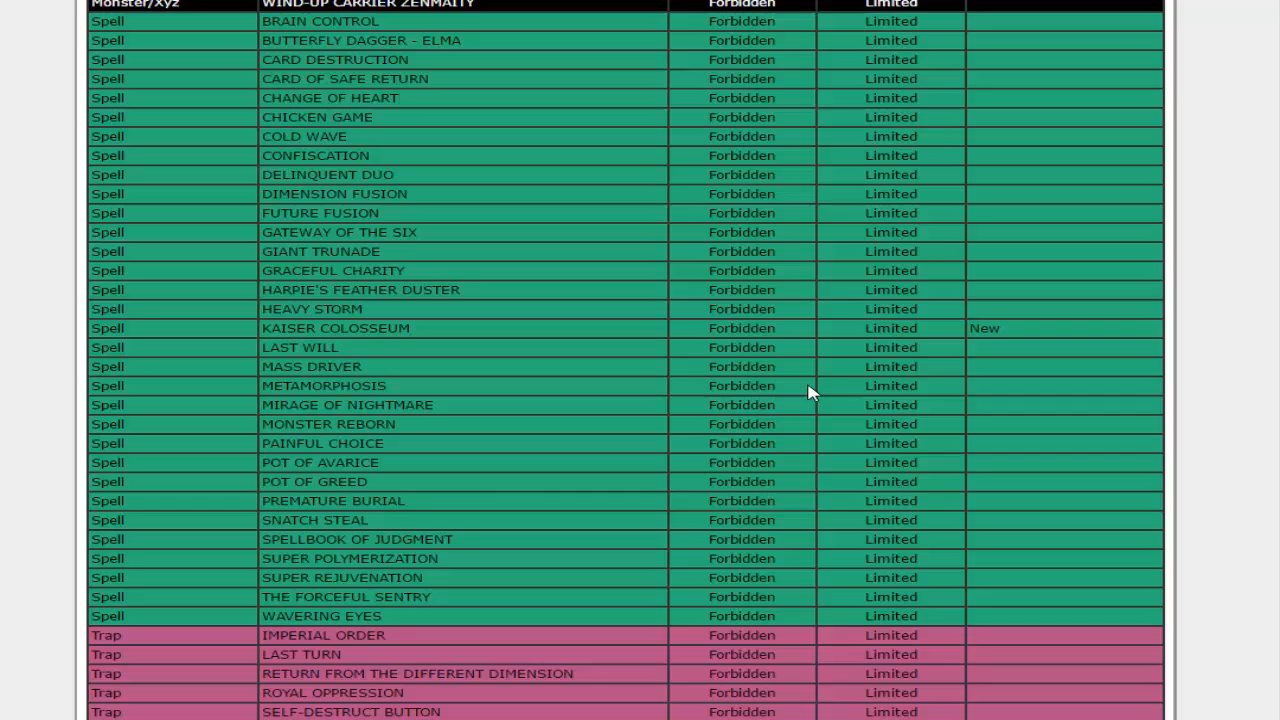 Monster/Xyz WIND-UP CARRIER ZENMAITY Forbidden Limited
Spell BRAIN CONTROL Forbidden Limited
Spell BUTTERFLY DAGGER - ELMA Forbidden Limited
Spell CARD DESTRUCTION Forbidden Limited
Spell CARD OF SAFE RETURN Forbidden Limited
Spell CHANGE OF HEART Forbidden Limited
Spell CHICKEN GAME Forbidden Limited
Spell COLD WAVE Forbidden Limited
Spell CONFISCATION Forbidden Limited
Spell DELINQUENT DUO Forbidden Limited
Spell DIMENSION FUSION Forbidden Limited
Spell FUTURE FUSION Forbidden Limited
Spell GATEWAY OF THE SIX Forbidden Limited
Spell GIANT TRUNADE Forbidden Limited
Spell GRACEFUL CHARITY Forbidden Limited
Spell HARPIE'S FEATHER DUSTER Forbidden Limited
Spell HEAVY STORM Forbidden Limited
Spell KAISER COLOSSEUM Forbidden Limited New
Spell LAST WILL Forbidden Limited
Spell MASS DRIVER Forbidden Limited
Spell METAMORPHOSIS Forbidden Limited
Spell MIRAGE OF NIGHTMARE Forbidden Limited
Spell MONSTER REBORN Forbidden Limited
Spell PAINFUL CHOICE Forbidden Limited
Spell POT OF AVARICE Forbidden Limited
Spell POT OF GREED Forbidden Limited
Spell PREMATURE BURIAL Forbidden Limited
Spell SNATCH STEAL Forbidden Limited
Spell SPELLBOOK OF JUDGMENT Forbidden Limited
Spell SUPER POLYMERIZATION Forbidden Limited
Spell SUPER REJUVENATION Forbidden Limited
Spell THE FORCEFUL SENTRY Forbidden Limited
Spell WAVERING EYES Forbidden Limited
Trap IMPERIAL ORDER Forbidden Limited
Trap LAST TURN Forbidden Limited
Trap RETURN FROM THE DIFFERENT DIMENSION Forbidden Limited
Trap ROYAL OPPRESSION Forbidden Limited
Trap SELF-DESTRUCT BUTTON Forbidden Limited